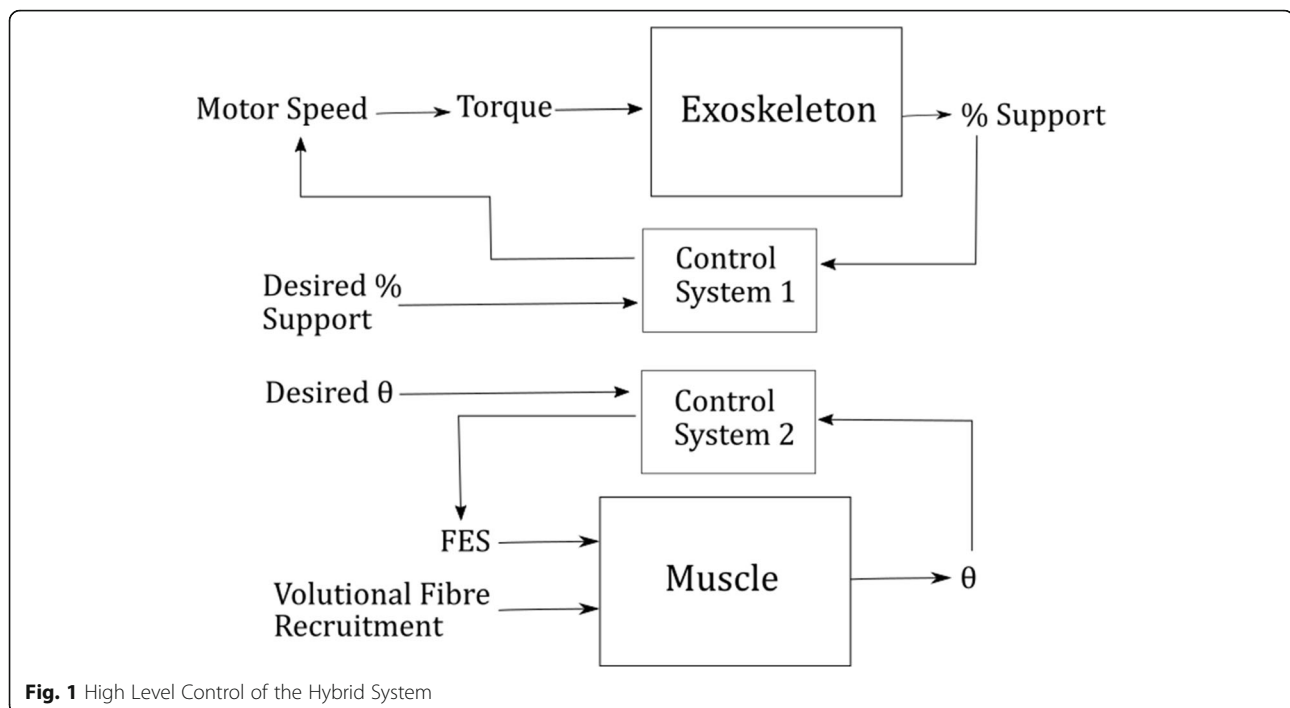 Motor Speed
Torque
Exoskeleton
% Support
Control
System 1
Desired %
Support
Desired θ
Control
System 2
FES
Muscle
θ
Volutional Fibre
Recruitment
Fig. 1 High Level Control of the Hybrid System